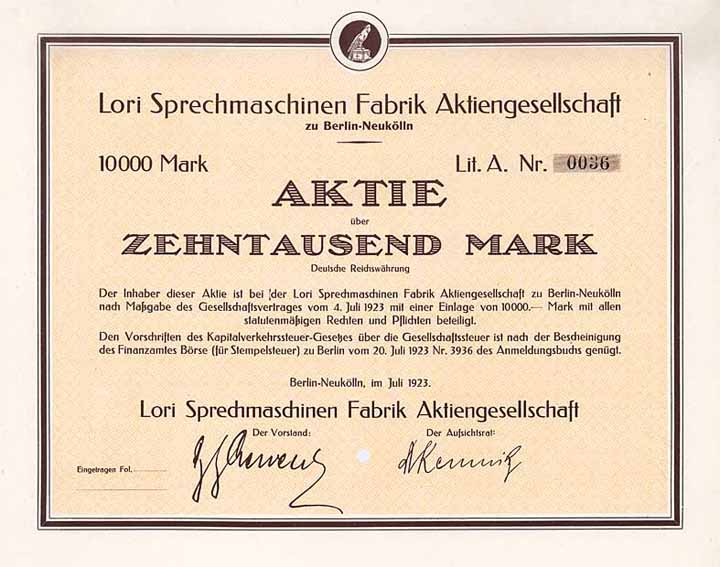 Lori Sprechmaschinen Fabrik Aktiengesellschaft
zu Berlin-Neukölln
10000 Mark Lit. A. Nr. 0036
AKTIE
über
ZEHNTAUSEND MARK
Deutsche Reichswährung
Der Inhaber dieser Aktie ist bei der Lori Sprechmaschinen Fabrik Aktiengesellschaft zu Berlin-Neukölln
nach Maßgabe des Gesellschaftsvertrages vom 4. Juli 1923 mit einer Einlage von 10000.— Mark mit allen
statutenmäßigen Rechten und Pflichten beteiligt.
Den Vorschriften des Kapitalverkehrssteuer-Gesetzes über die Gesellschaftssteuer ist nach der Bescheinigung
des Finanzamtes Börse (für Stempelsteuer) zu Berlin vom 20. Juli 1923 Nr. 3936 des Anmeldungsbuchs genügt.
Berlin-Neukölln, im Juli 1923.
Lori Sprechmaschinen Fabrik Aktiengesellschaft
Der Vorstand: Der Aufsichtsrat:
Eingetragen Fol.